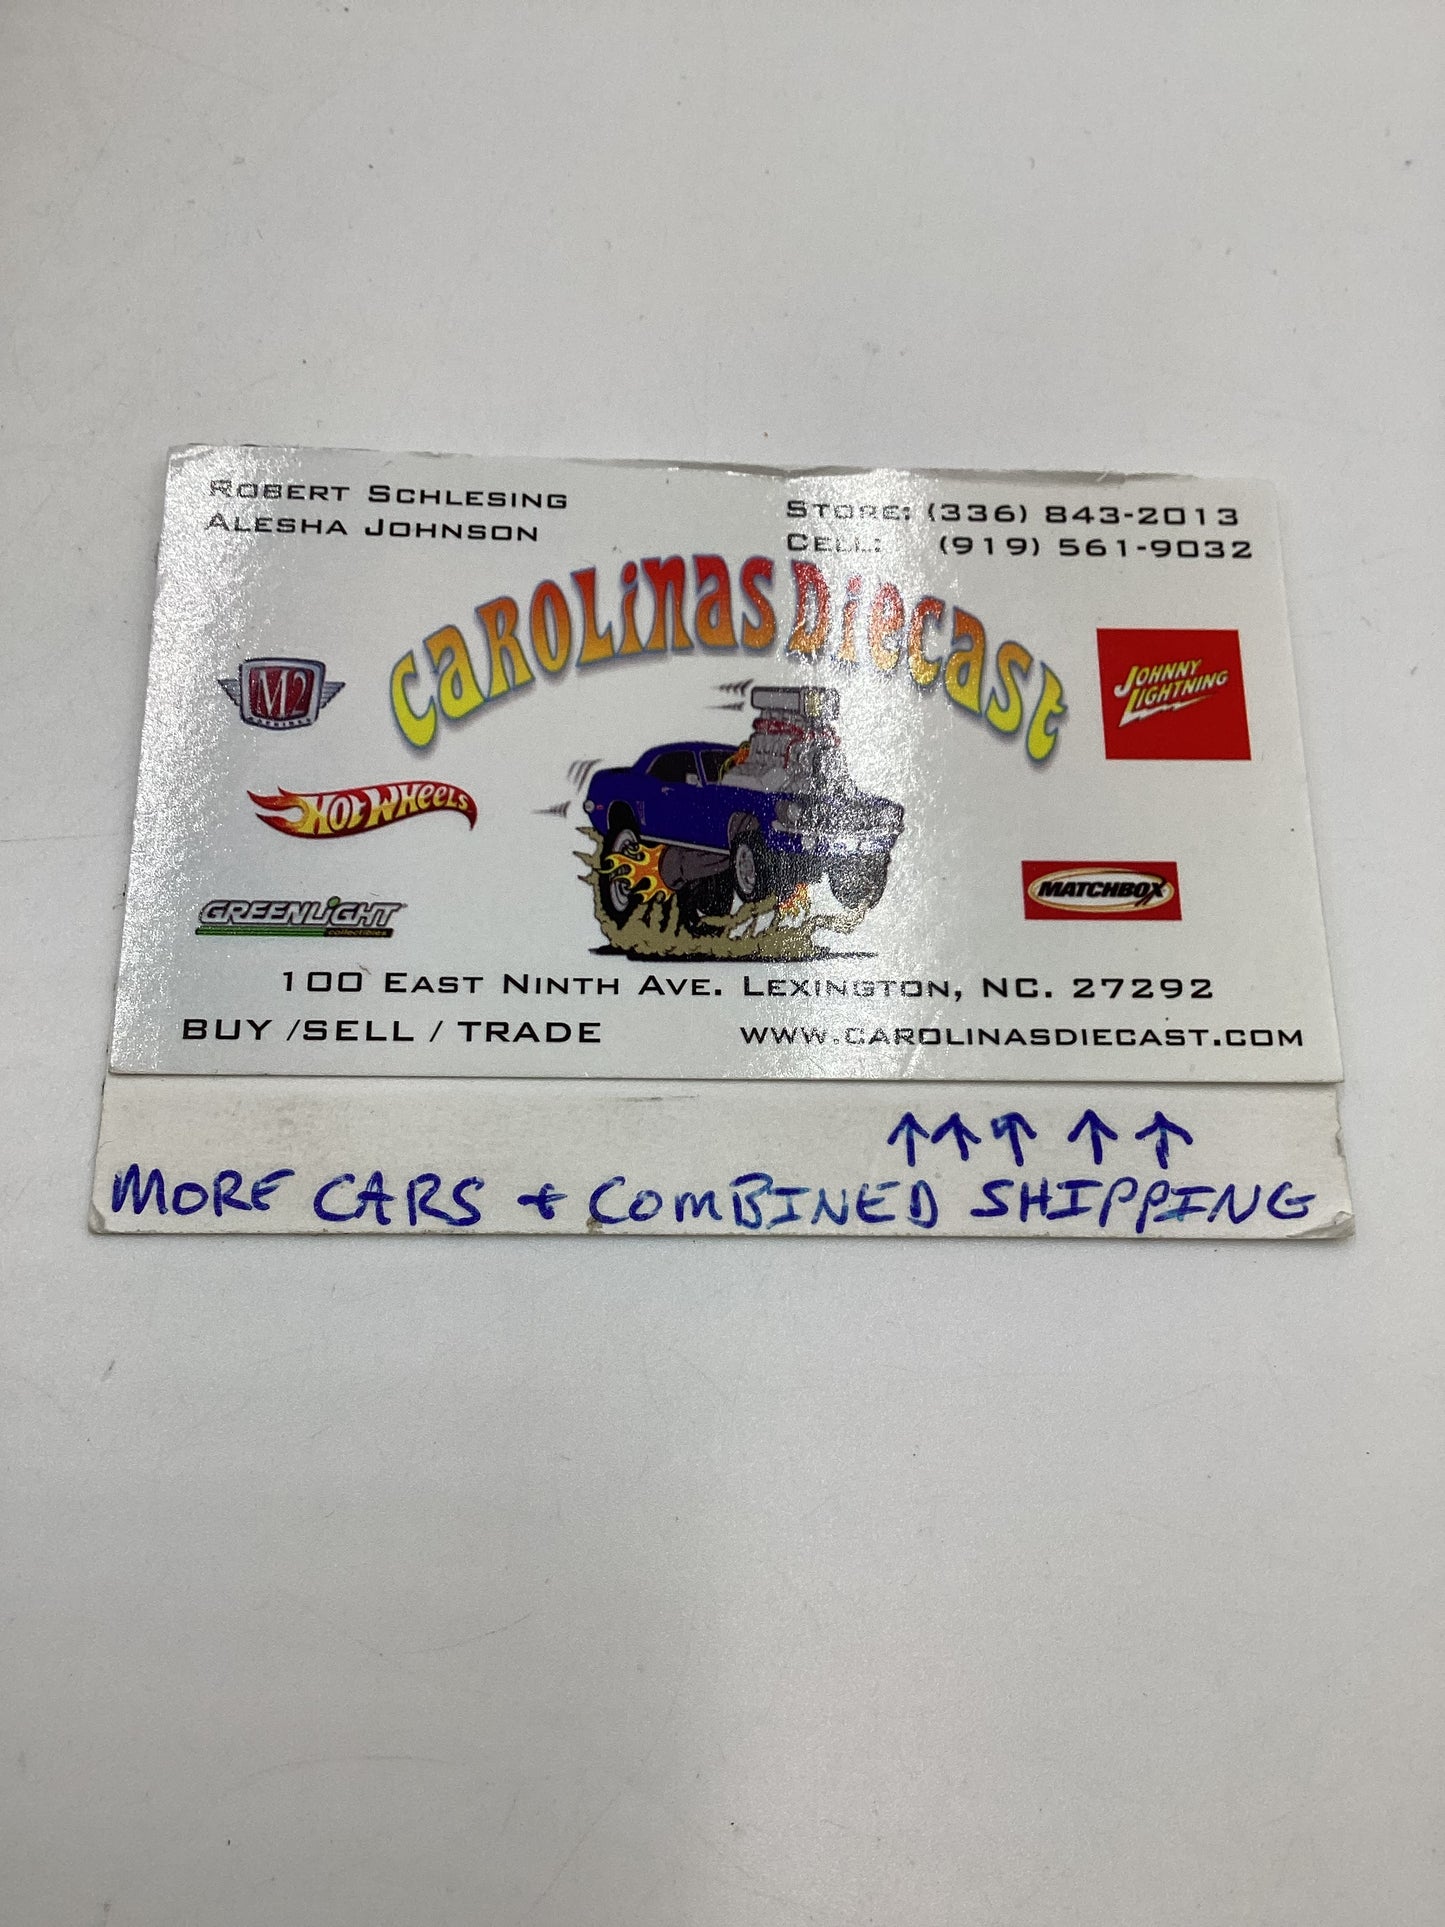 Robert Schlesing
Alesha Johnson
Store: (336) 843-2013
Cell: (919) 561-9032
Carolinas Diecast
M2
MACHINES
Johnny Lightning
Hot Wheels
GREENLiGHT
collectibles
MATCHBOX
100 East Ninth Ave. Lexington, NC. 27292
BUY /SELL / TRADE
www.carolinasdiecast.com
↑↑↑ ↑ ↑
MORE CARS + COMBINED SHIPPING